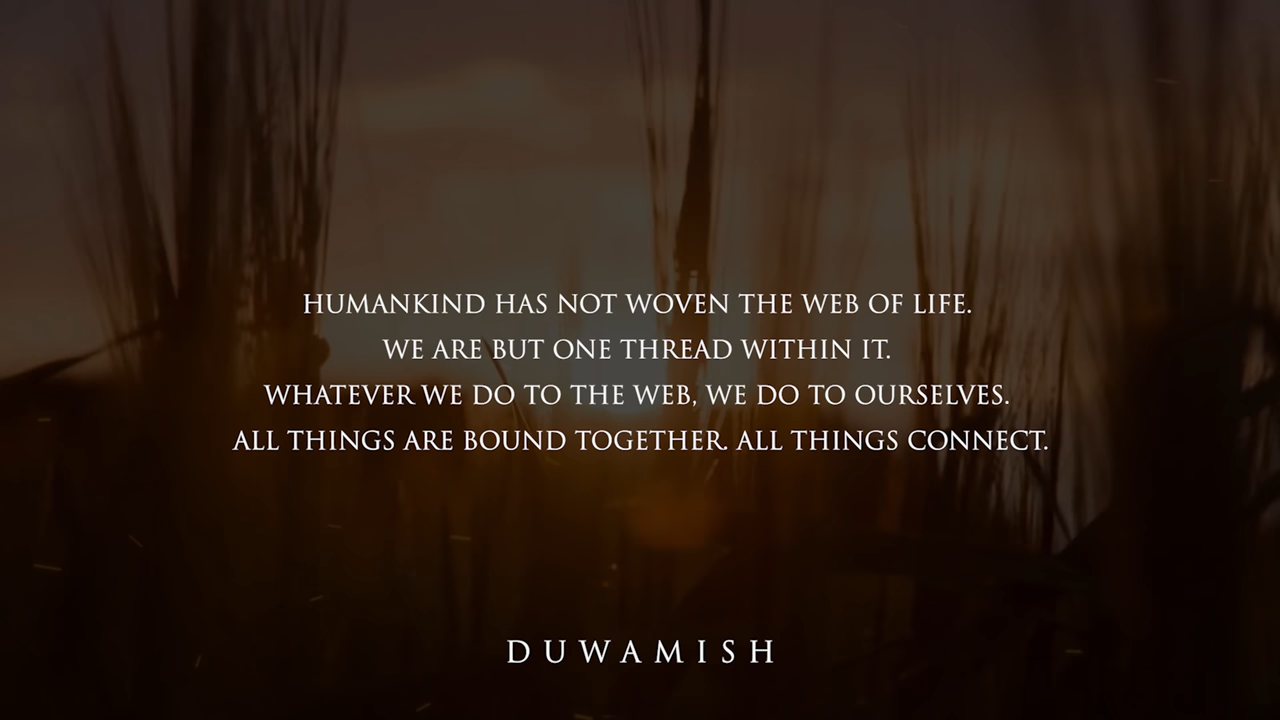 HUMANKIND HAS NOT WOVEN THE WEB OF LIFE.
WE ARE BUT ONE THREAD WITHIN IT.
WHATEVER WE DO TO THE WEB, WE DO TO OURSELVES.
ALL THINGS ARE BOUND TOGETHER. ALL THINGS CONNECT.
DUWAMISH